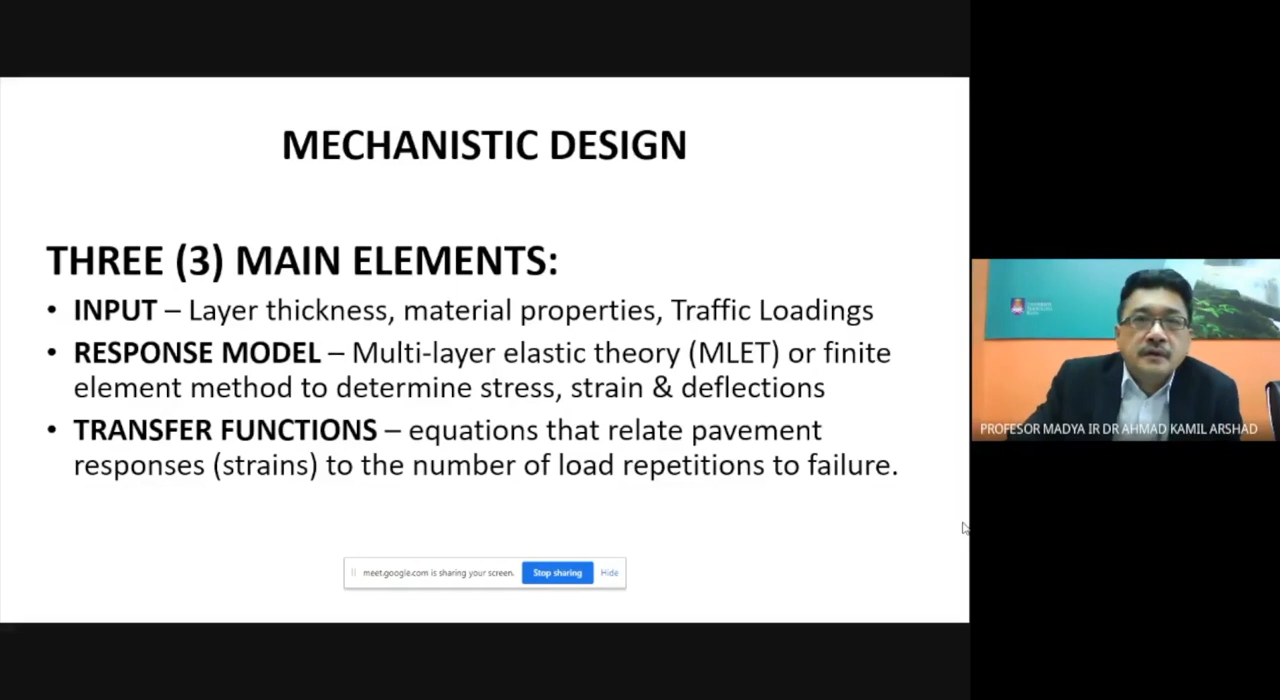 MECHANISTIC DESIGN
THREE (3) MAIN ELEMENTS:
• INPUT – Layer thickness, material properties, Traffic Loadings
• RESPONSE MODEL – Multi-layer elastic theory (MLET) or finite
element method to determine stress, strain & deflections
• TRANSFER FUNCTIONS – equations that relate pavement
responses (strains) to the number of load repetitions to failure.
meet.google.com is sharing your screen. Stop sharing Hide
PROFESOR MADYA IR DR AHMAD KAMIL ARSHAD